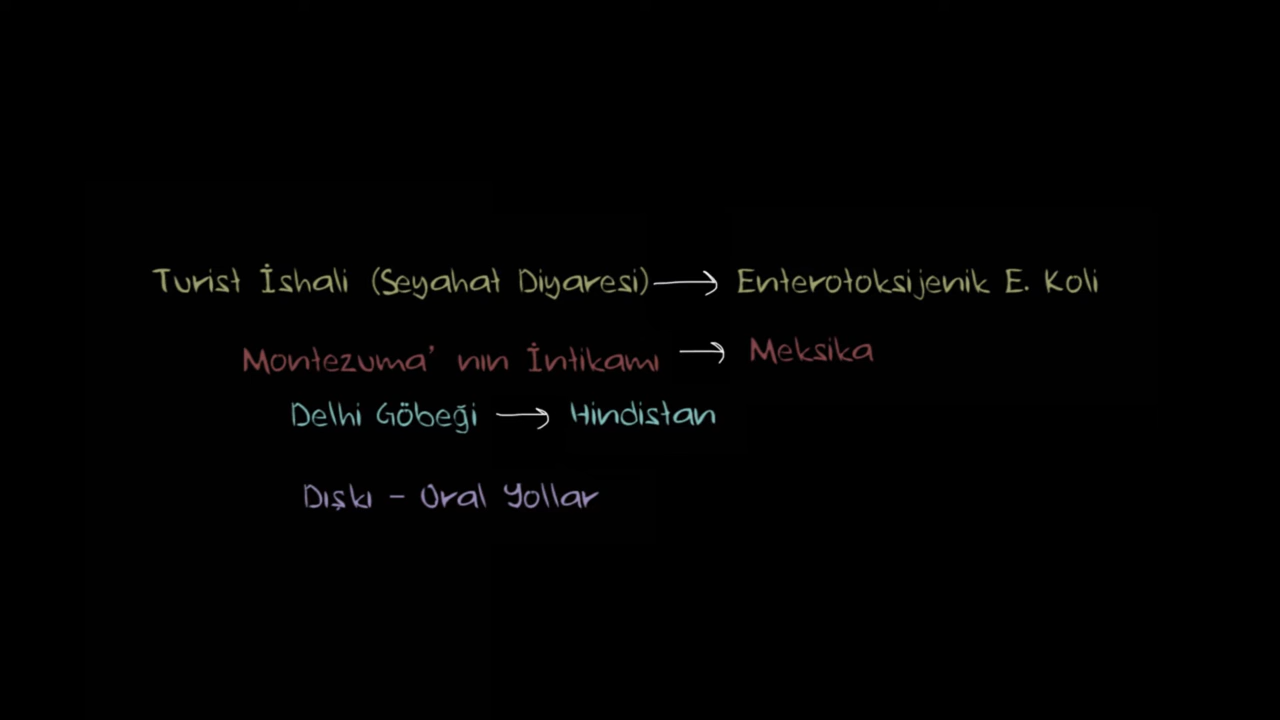 Turist İshali (Seyahat Diyaresi) → Enterotoksijenik E. Koli
Montezuma' nın İntikamı → Meksika
Delhi Göbeği → Hindistan
Dışkı - Oral Yollar